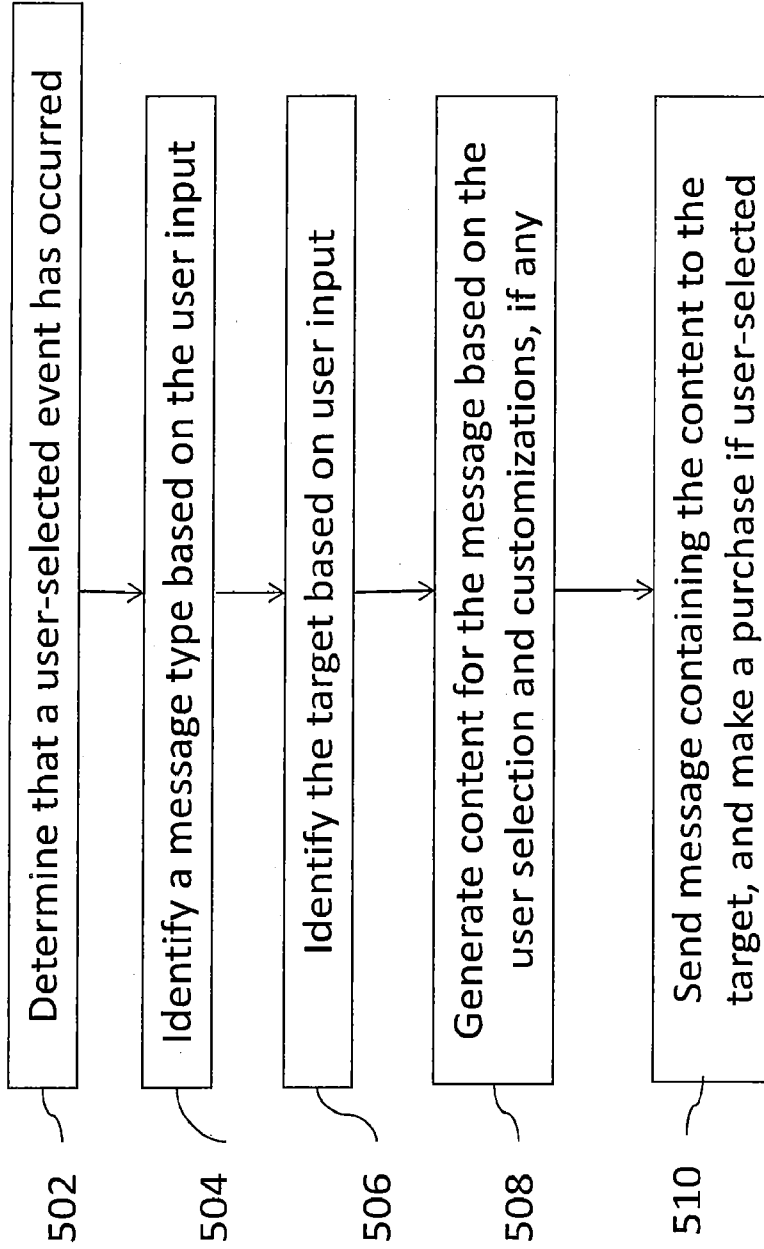 502
Determine that a user-selected event has occurred
504
Identify a message type based on the user input
506
Identify the target based on user input
508
Generate content for the message based on the
user selection and customizations, if any
510
Send message containing the content to the
target, and make a purchase if user-selected